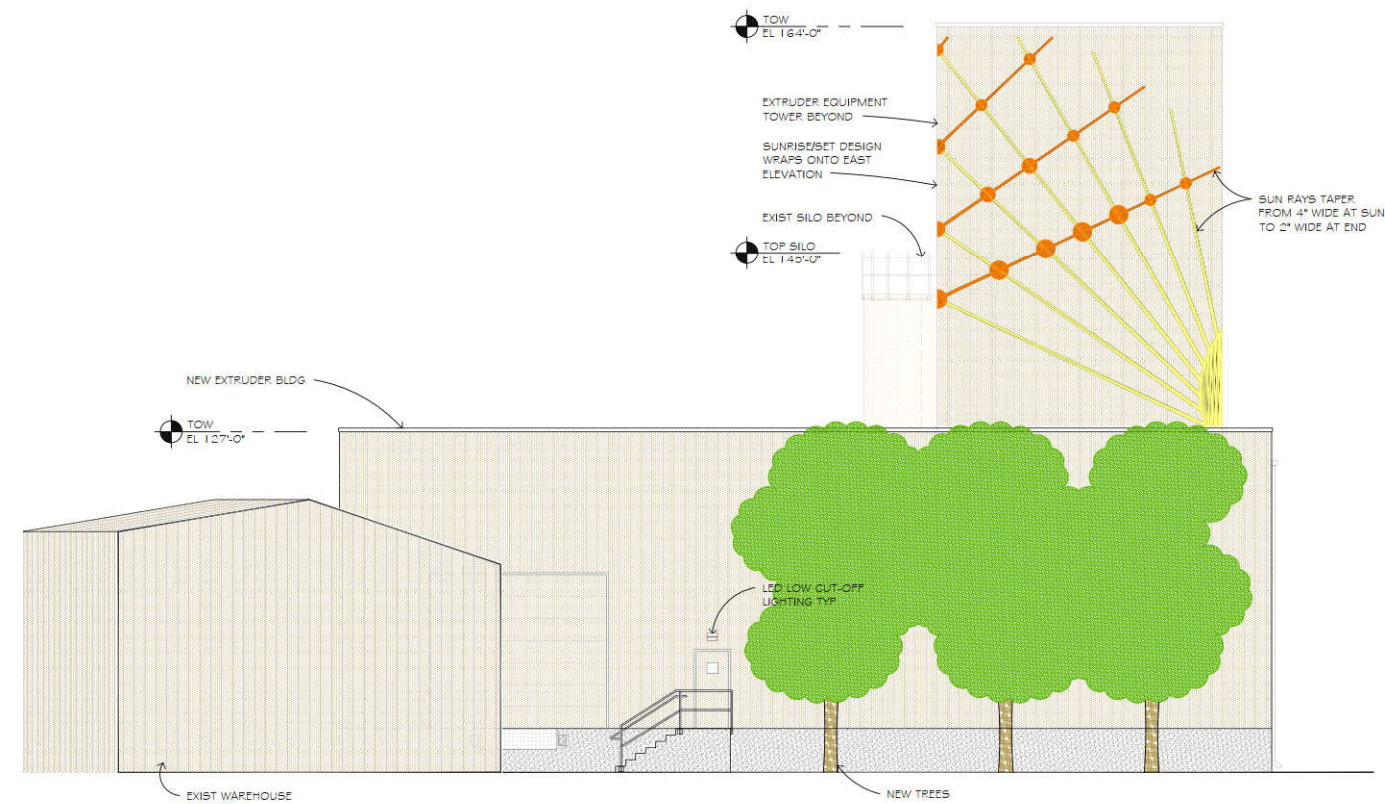 TOW
EL 164'-0"
EXTRUDER EQUIPMENT
TOWER BEYOND
SUNRISE/SET DESIGN
WRAPS ONTO EAST
ELEVATION
EXIST SILO BEYOND
TOP SILO
EL 145'-0"
SUN RAYS TAPER
FROM 4" WIDE AT SUN
TO 2" WIDE AT END
NEW EXTRUDER BLDG
TOW
EL 127'-0"
LED LOW CUT-OFF
LIGHTING TYP
EXIST WAREHOUSE
NEW TREES